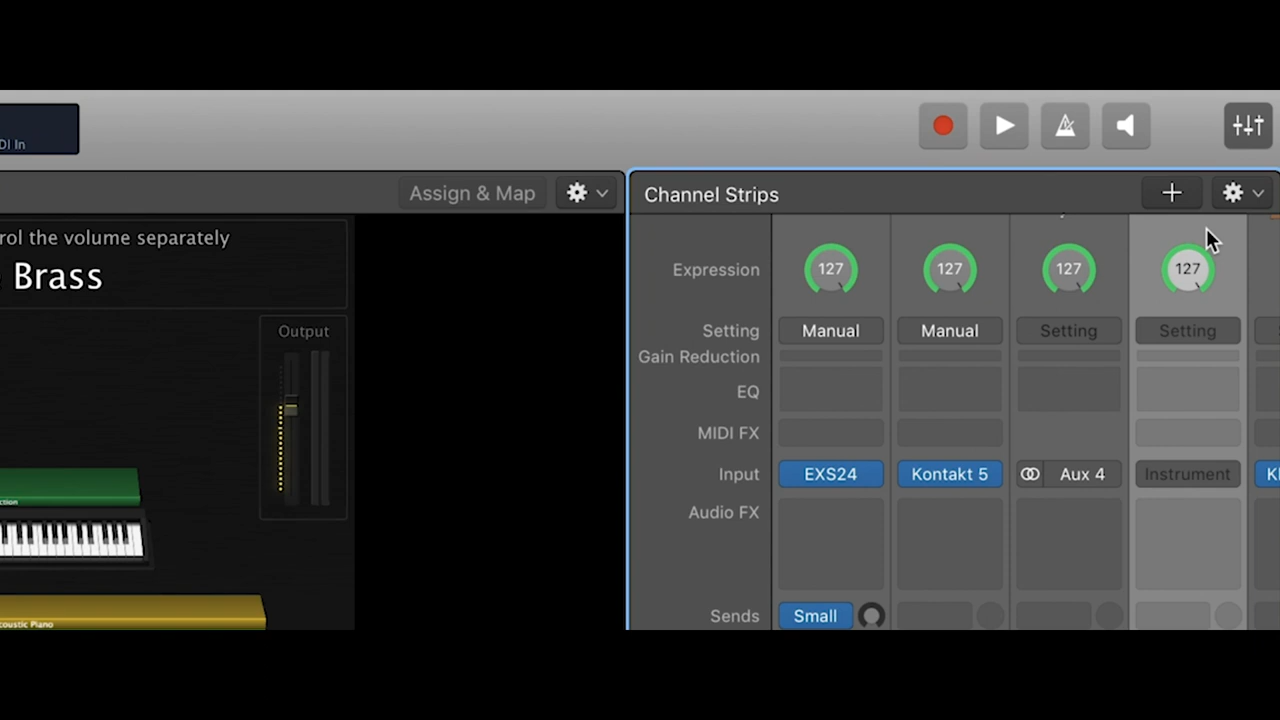 DI In
Assign & Map
Channel Strips
rol the volume separately
Brass
Output
ction
coustic Piano
Expression
127
127
127
127
Setting
Manual
Manual
Setting
Setting
Gain Reduction
EQ
MIDI FX
Input
EXS24
Kontakt 5
Aux 4
Instrument
Kl
Audio FX
Sends
Small